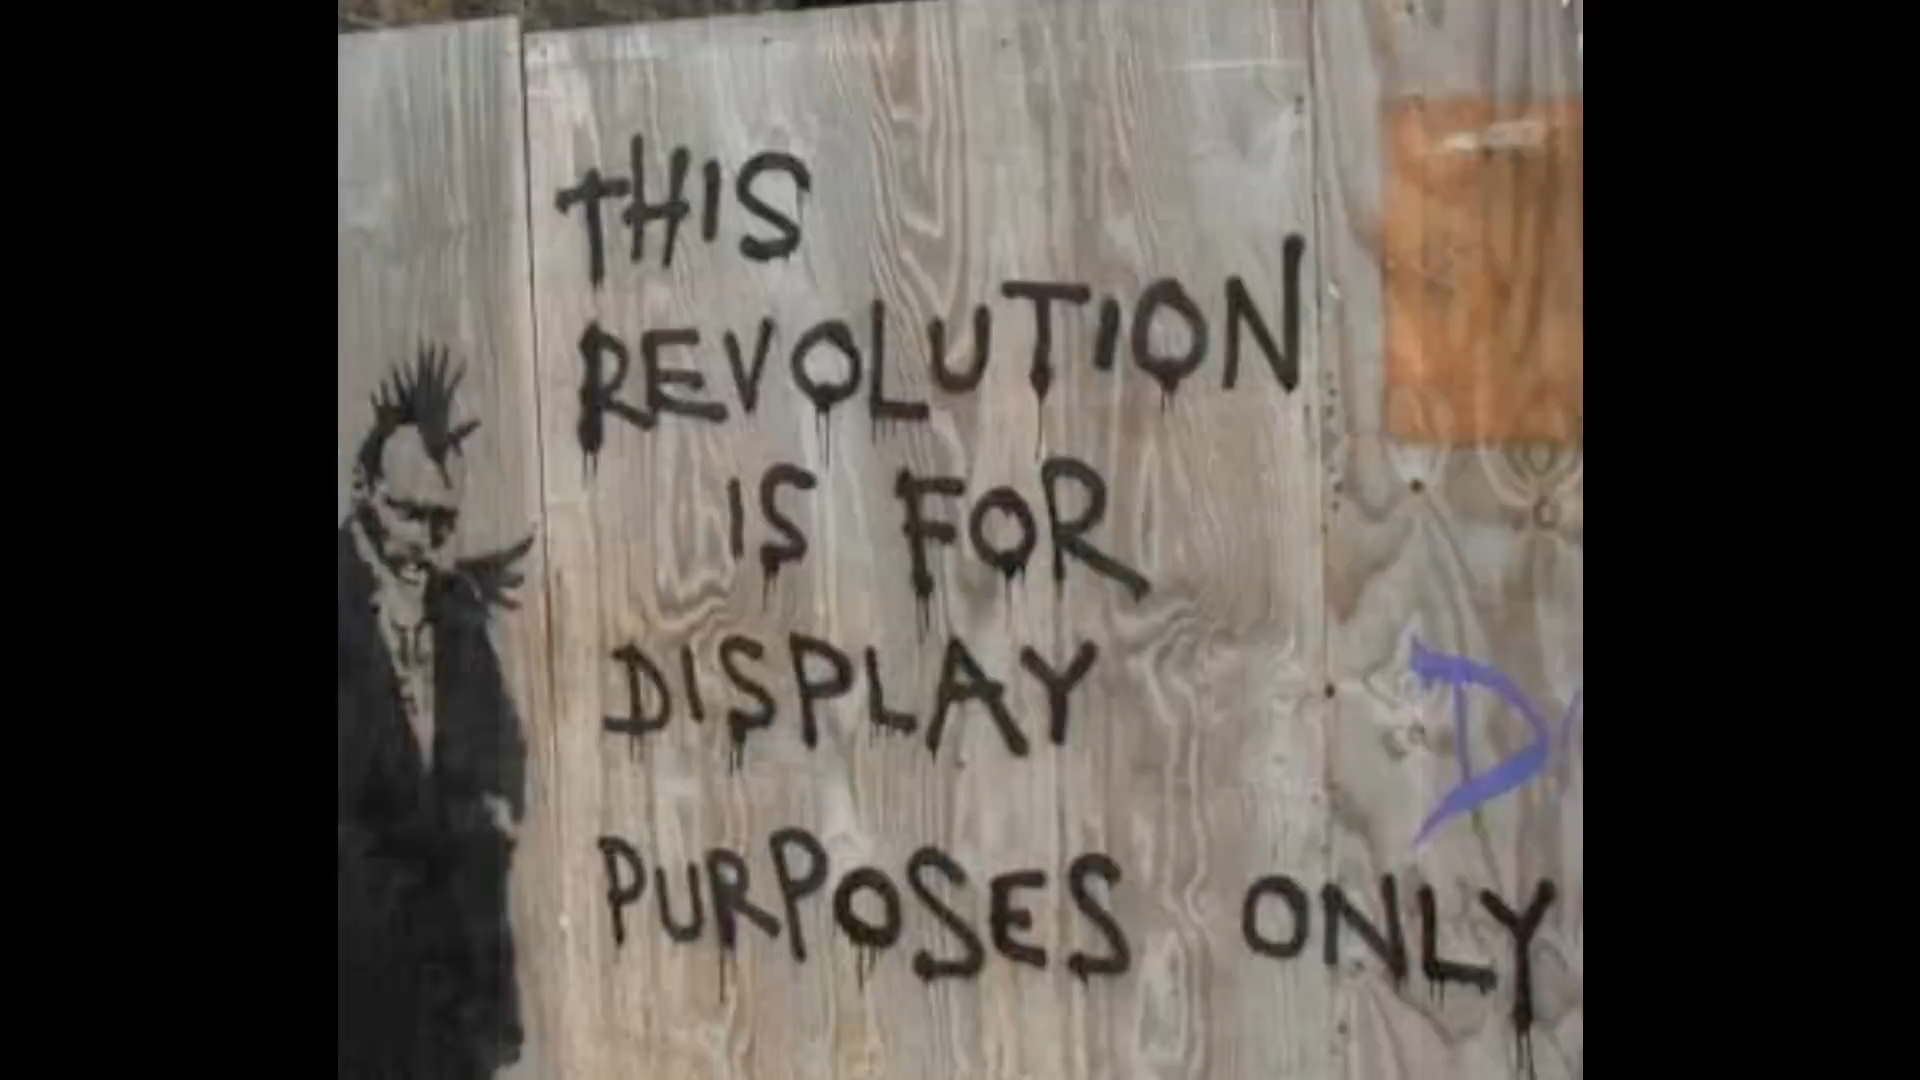 THIS
REVOLUTION
IS FOR
DISPLAY
PURPOSES ONLY
D